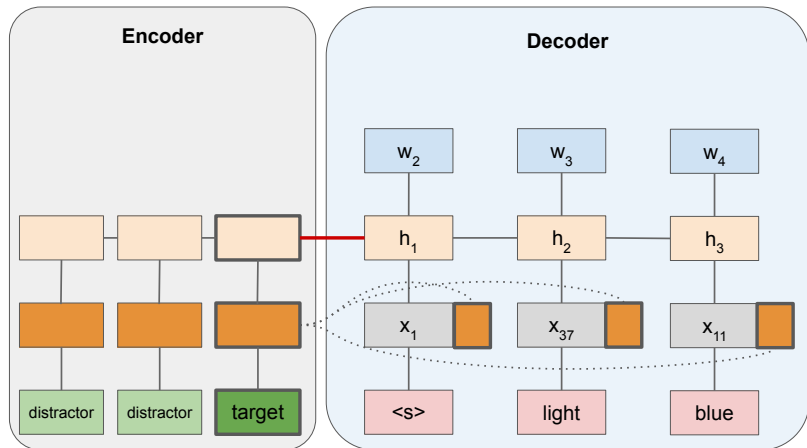 Encoder
Decoder
w₂ w₃ w₄
h₁ h₂ h₃
x₁ x₃₇ x₁₁
distractor distractor target <s> light blue